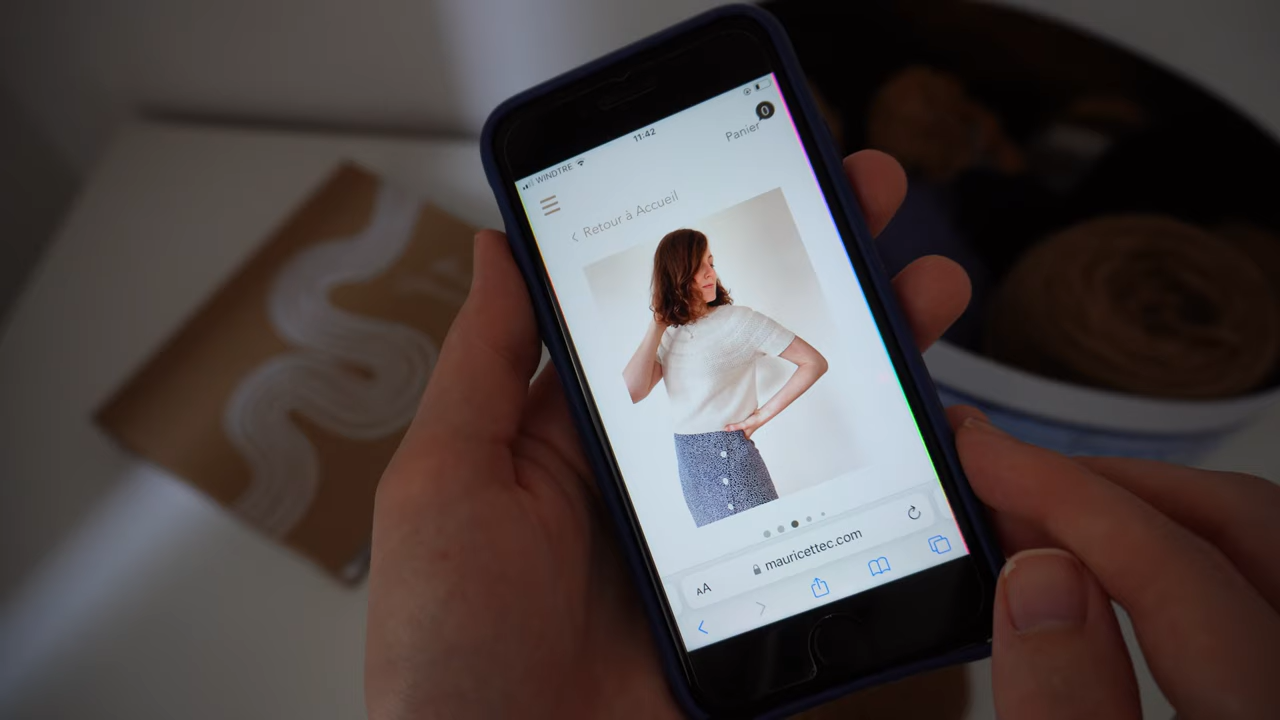 WINDTRE
11:42
Panier 0
< Retour à Accueil
AA
mauricettec.com